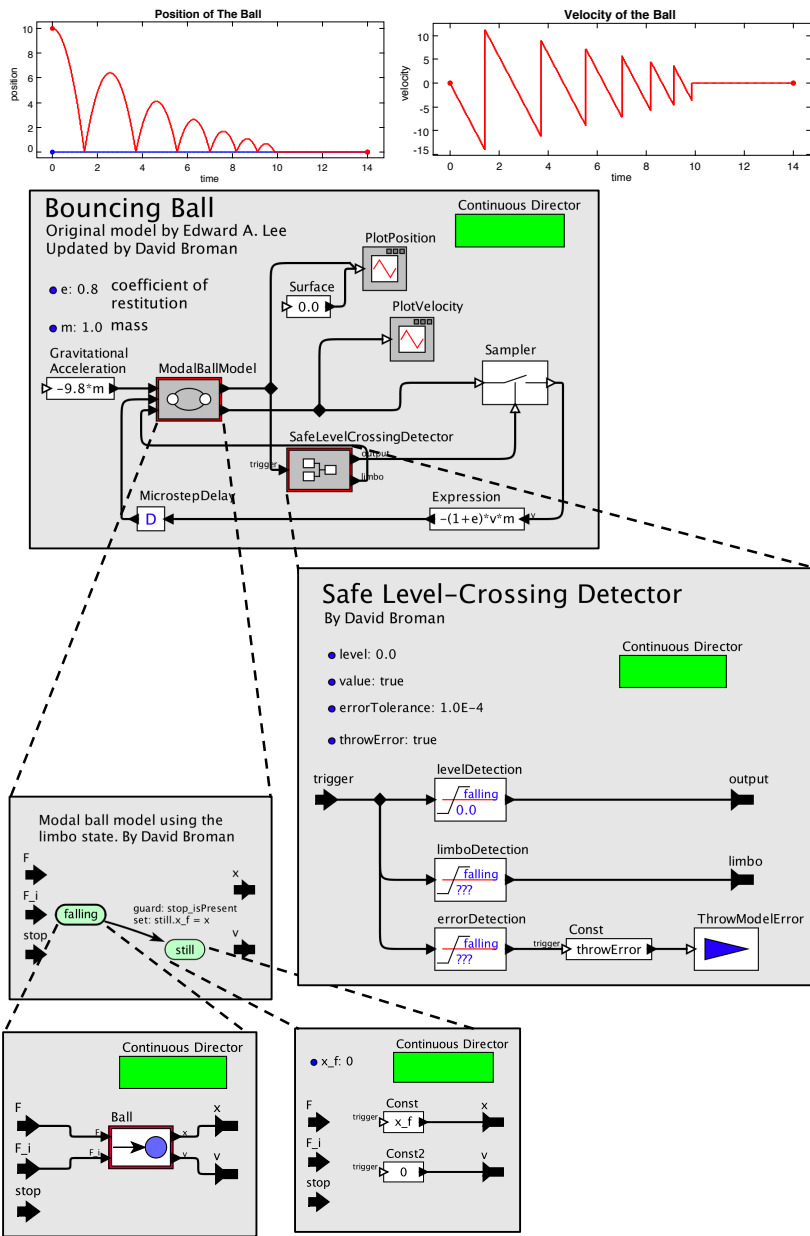 Position of The Ball
10
8
6
4
2
0
position
0
2
4
6
8
10
12
14
time
Velocity of the Ball
10
5
0
-5
-10
-15
velocity
0
2
4
6
8
10
12
14
time
Bouncing Ball
Original model by Edward A. Lee
Updated by David Broman
Continuous Director
e: 0.8 coefficient of
restitution
m: 1.0 mass
PlotPosition
Surface
0.0
PlotVelocity
Gravitational
Acceleration
-9.8*m
ModalBallModel
Sampler
SafeLevelCrossingDetector
trigger
output
limbo
MicrostepDelay
D
Expression
-(1+e)*v*m
v
Safe Level-Crossing Detector
By David Broman
Continuous Director
level: 0.0
value: true
errorTolerance: 1.0E-4
throwError: true
trigger
levelDetection
falling
0.0
output
limboDetection
falling
???
limbo
errorDetection
falling
???
trigger
Const
throwError
ThrowModelError
Modal ball model using the
limbo state. By David Broman
F
F_i
stop
falling
guard: stop_isPresent
set: still.x_f = x
still
x
v
Continuous Director
F
F_i
stop
Ball
F
F_i
x
v
x
v
x_f: 0
Continuous Director
F
F_i
stop
Const
trigger
x_f
x
Const2
trigger
0
v